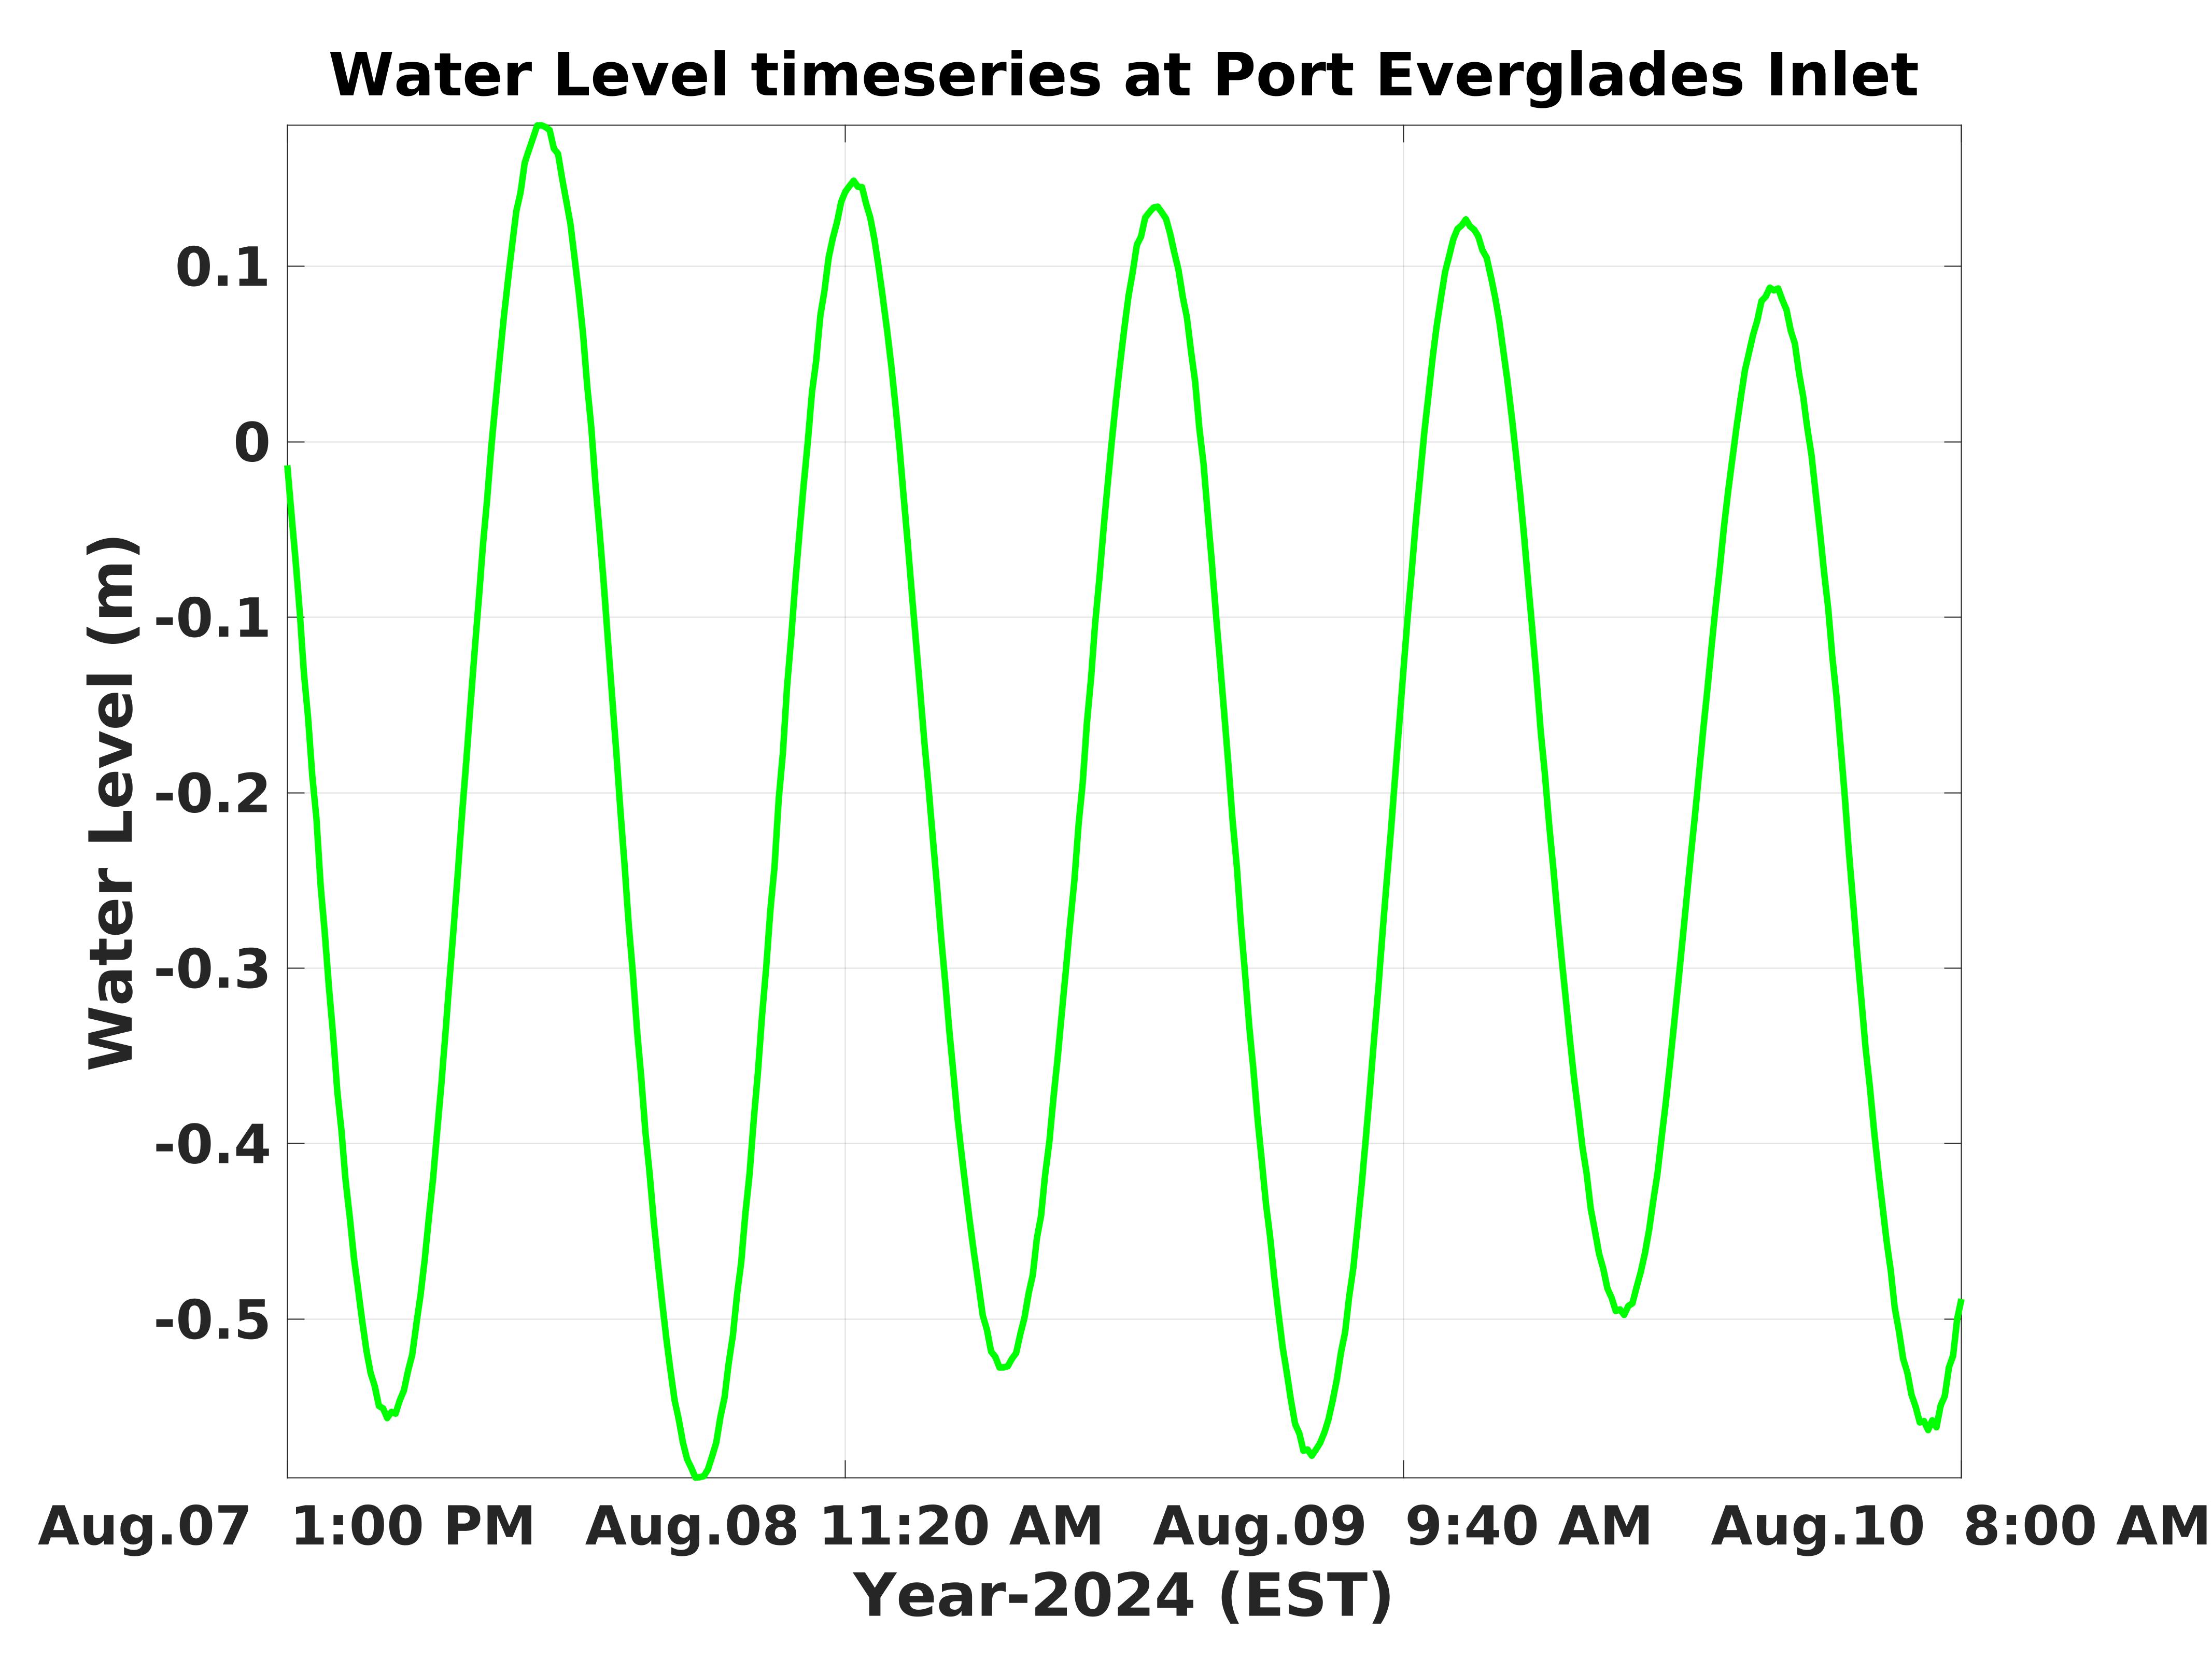 Water Level timeseries at Port Everglades Inlet
0.1
0
-0.1
-0.2
-0.3
-0.4
-0.5
Water Level (m)
Aug.07 1:00 PM Aug.08 11:20 AM Aug.09 9:40 AM Aug.10 8:00 AM
Year-2024 (EST)